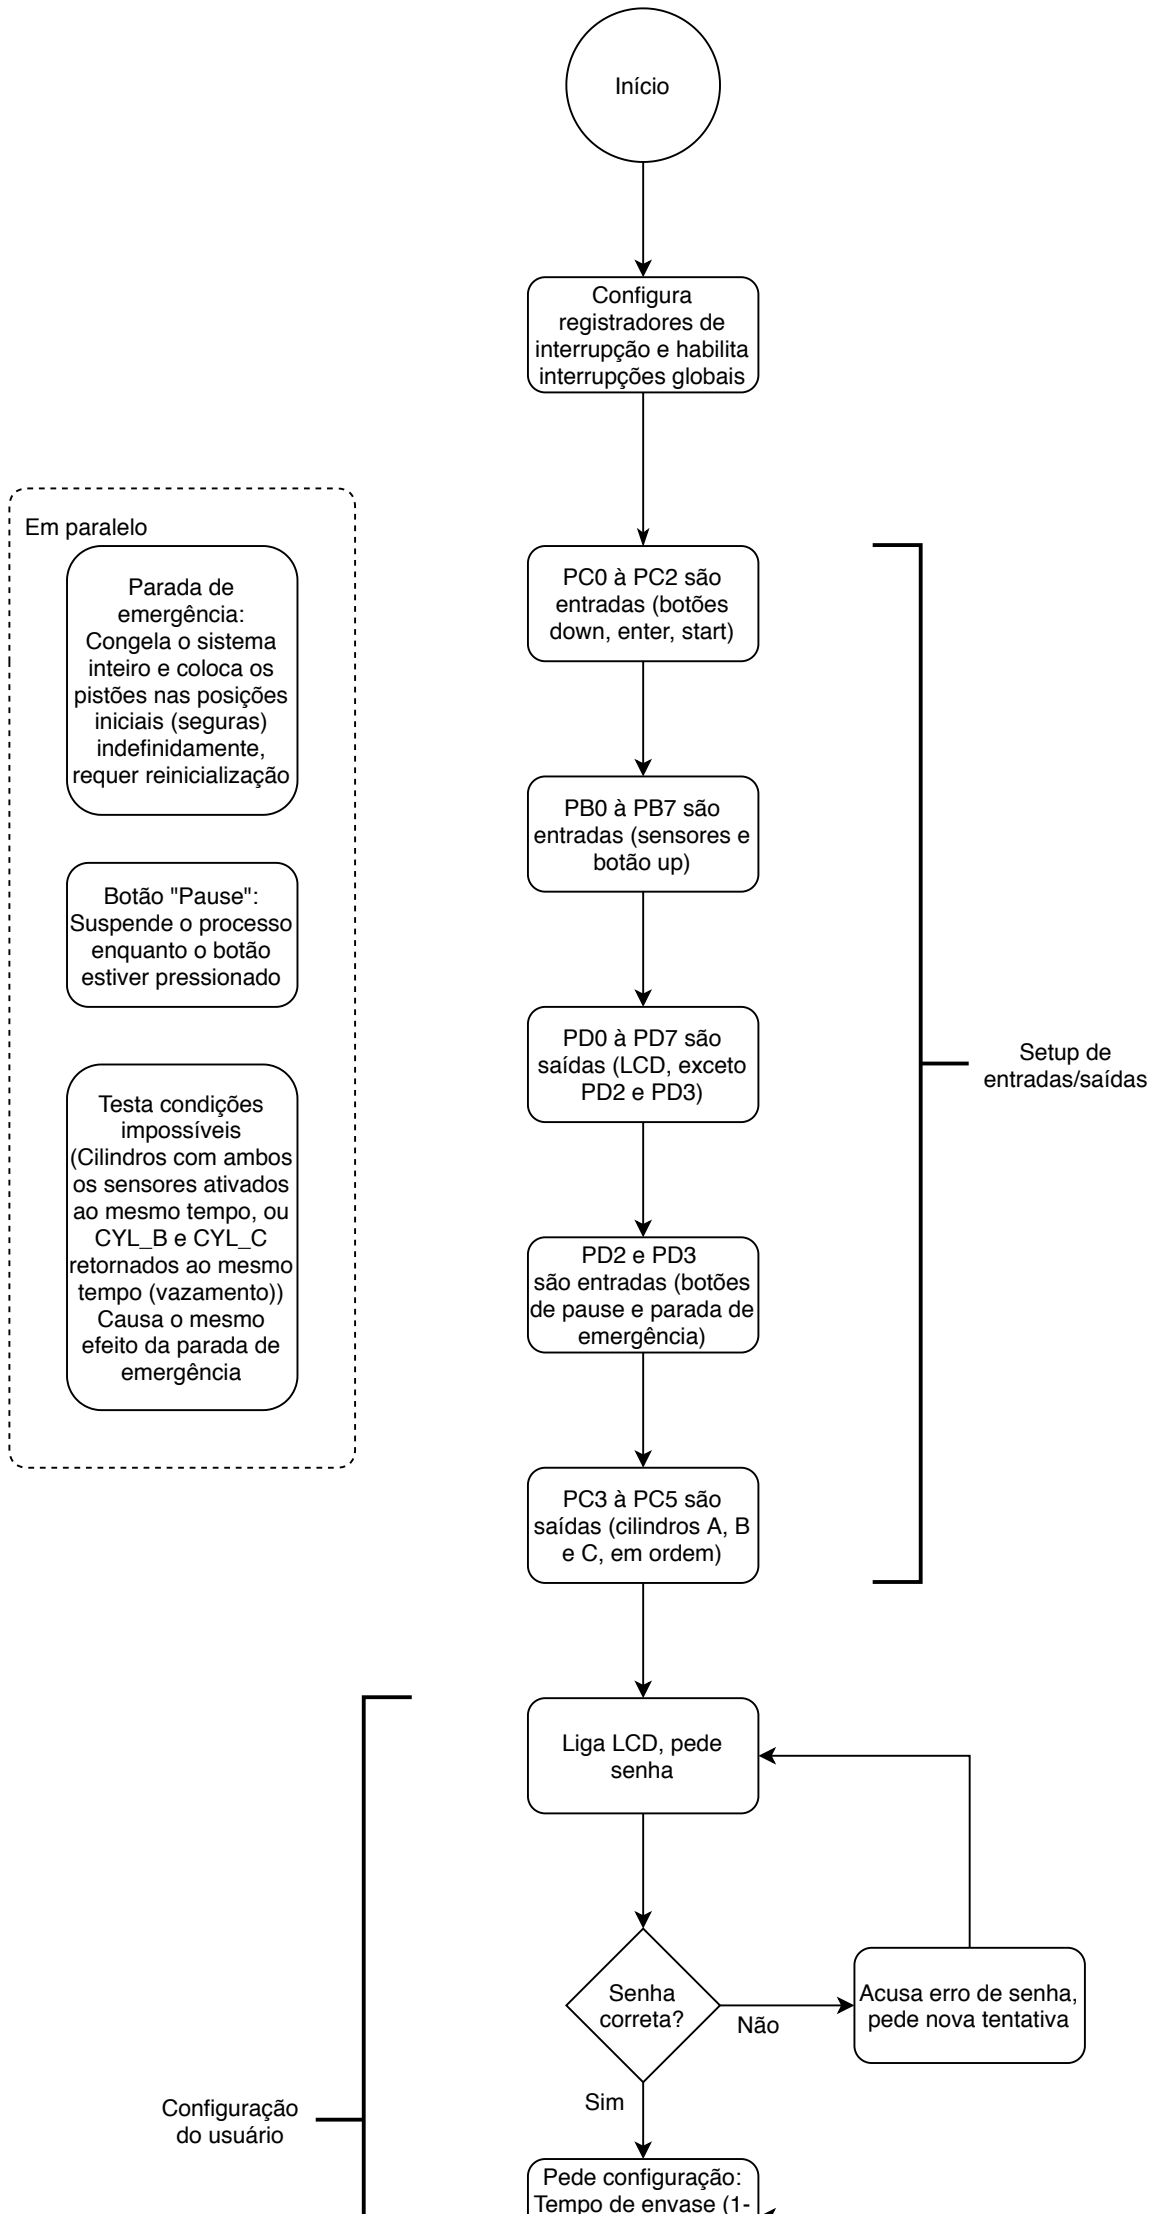 Início
Configura
registradores de
interrupção e habilita
interrupções globais
Em paralelo
Parada de
emergência:
Congela o sistema
inteiro e coloca os
pistões nas posições
iniciais (seguras)
indefinidamente,
requer reinicialização
Botão "Pause":
Suspende o processo
enquanto o botão
estiver pressionado
Testa condições
impossíveis
(Cilindros com ambos
os sensores ativados
ao mesmo tempo, ou
CYL_B e CYL_C
retornados ao mesmo
tempo (vazamento))
Causa o mesmo
efeito da parada de
emergência
PC0 à PC2 são
entradas (botões
down, enter, start)
PB0 à PB7 são
entradas (sensores e
botão up)
PD0 à PD7 são
saídas (LCD, exceto
PD2 e PD3)
PD2 e PD3
são entradas (botões
de pause e parada de
emergência)
PC3 à PC5 são
saídas (cilindros A, B
e C, em ordem)
Setup de
entradas/saídas
Liga LCD, pede
senha
Senha
correta?
Não
Acusa erro de senha,
pede nova tentativa
Sim
Configuração
do usuário
Pede configuração:
Tempo de envase (1-